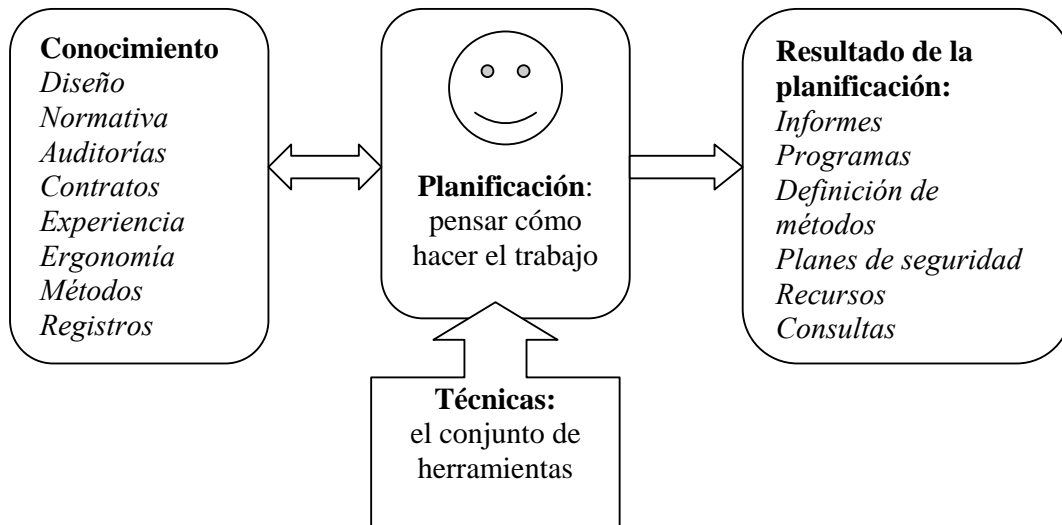 Conocimiento
Diseño
Normativa
Auditorías
Contratos
Experiencia
Ergonomía
Métodos
Registros
Planificación:
pensar cómo
hacer el trabajo
Resultado de la
planificación:
Informes
Programas
Definición de
métodos
Planes de seguridad
Recursos
Consultas
Técnicas:
el conjunto de
herramientas